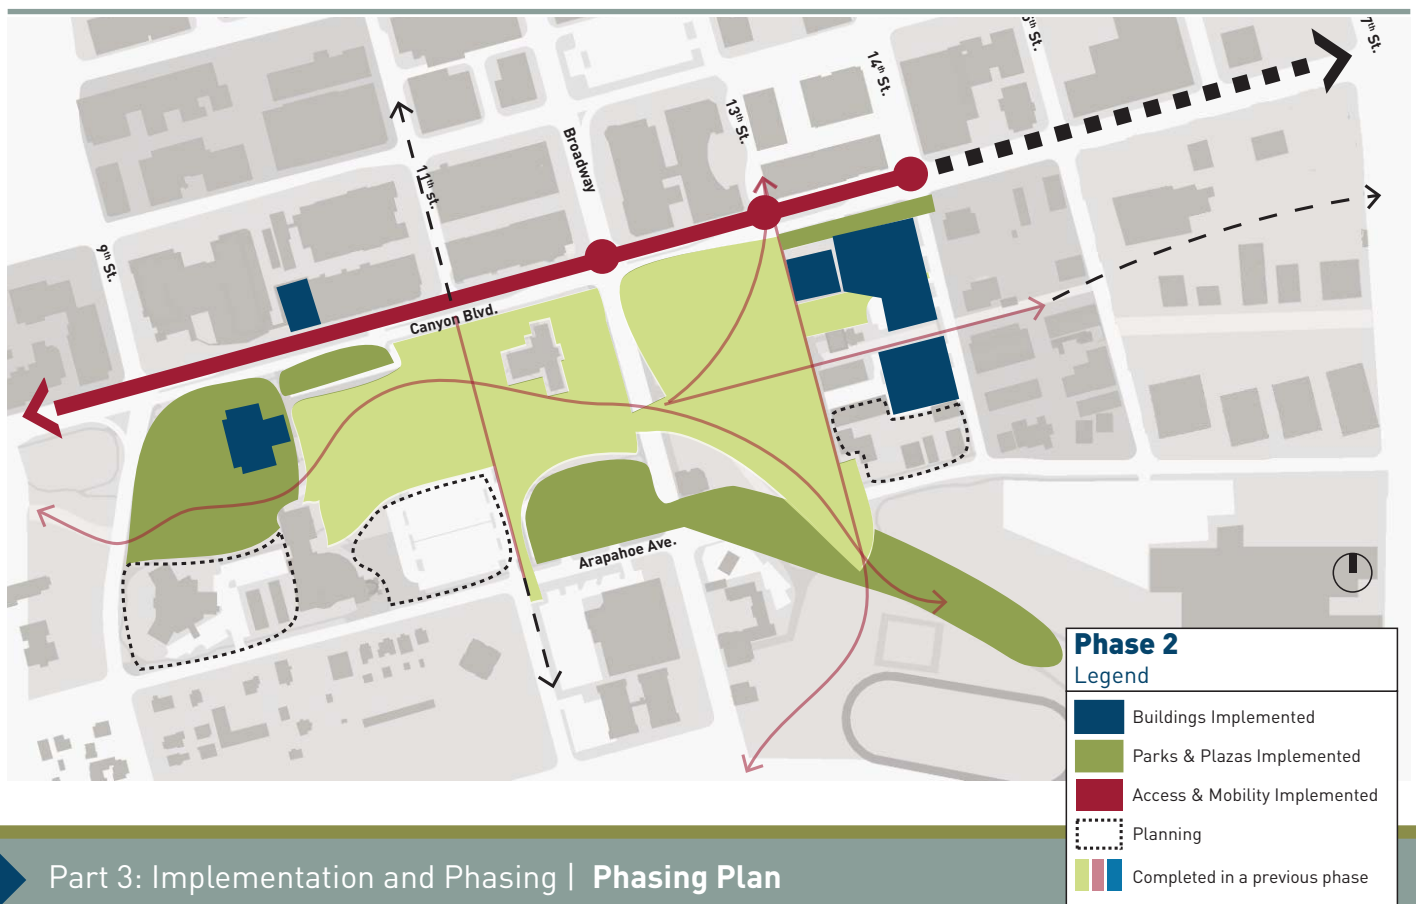 7th St.
14th St.
13th St.
Broadway
11th st.
9th St.
Canyon Blvd.
Arapahoe Ave.
Phase 2
Legend
Buildings Implemented
Parks & Plazas Implemented
Access & Mobility Implemented
Planning
Completed in a previous phase
Part 3: Implementation and Phasing | Phasing Plan